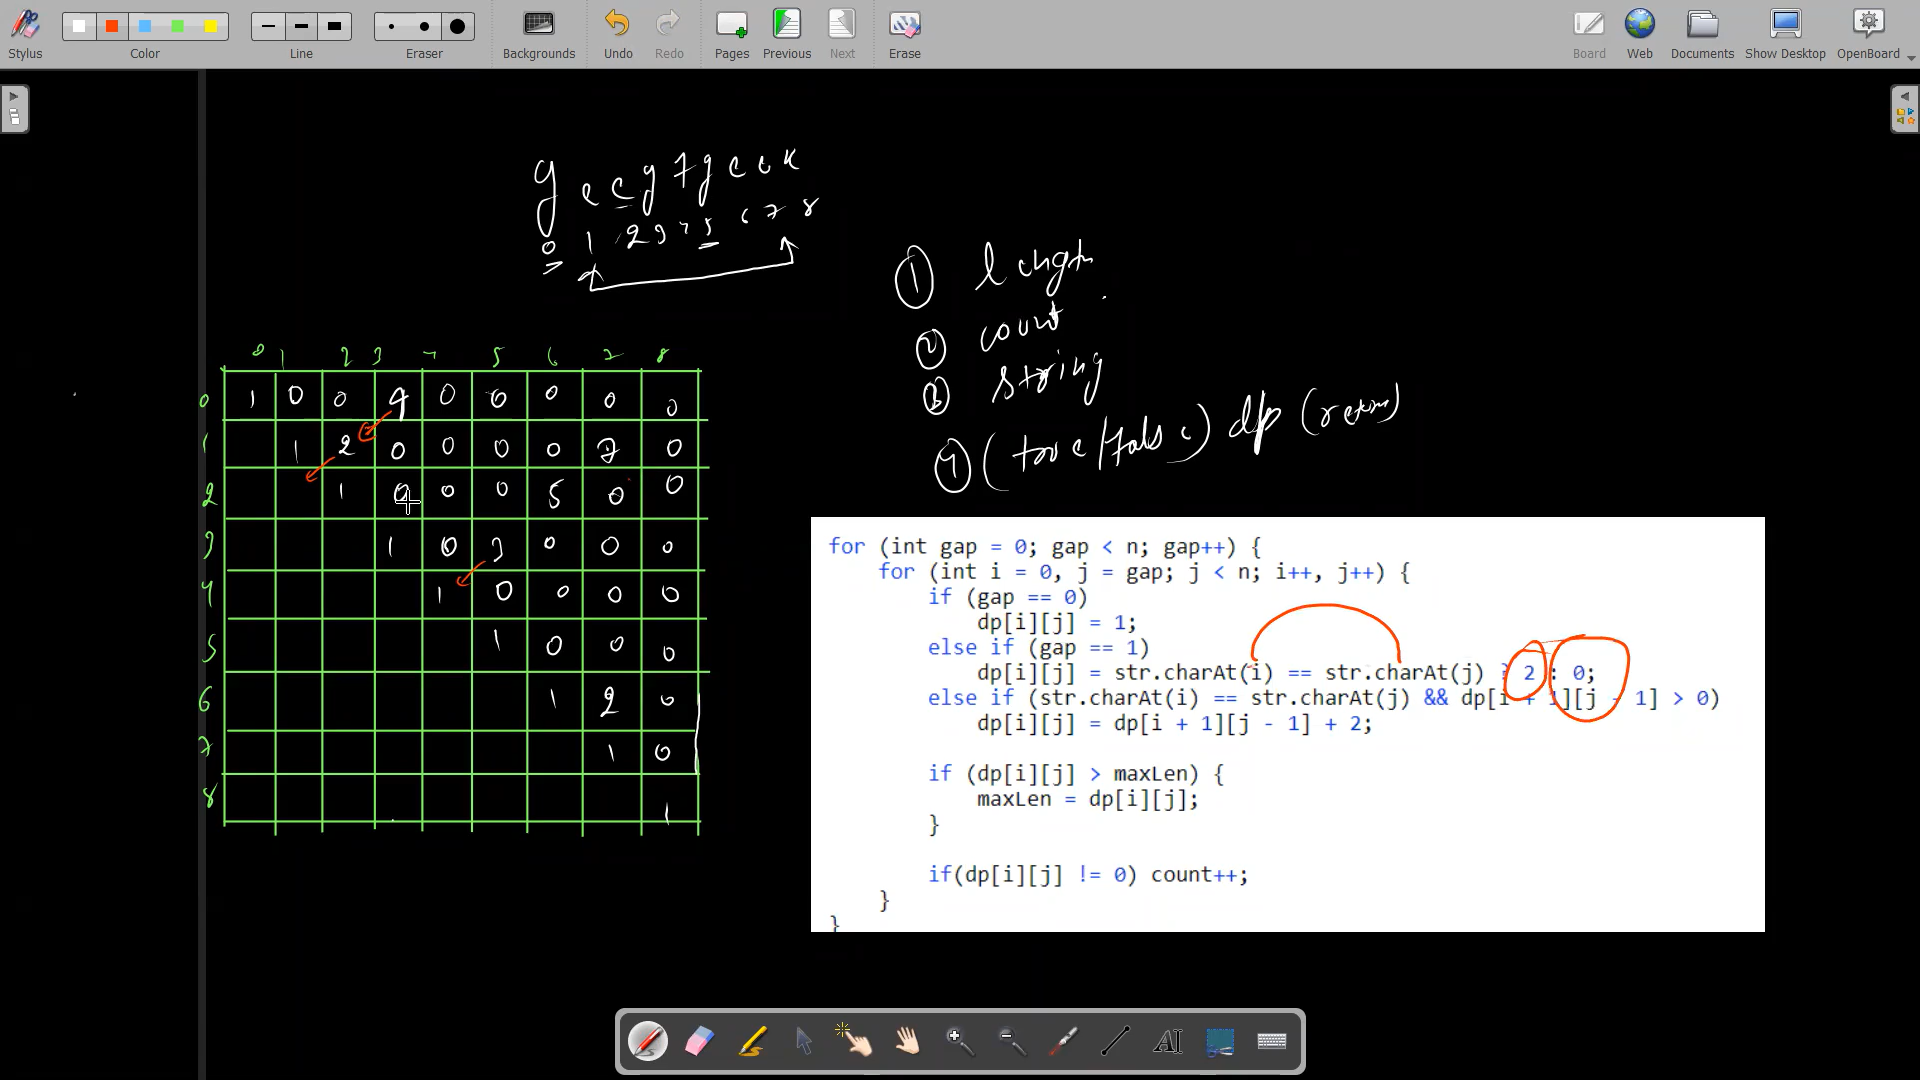 Stylus Color Line Eraser Backgrounds Undo Redo Pages Previous Next Erase Board Web Documents Show Desktop OpenBoard
g e e g f g e e k
0 1 2 3 4 5 6 7 8
① length
② count
③ string
④ (true/false) dp (return)
0 1 2 3 4 5 6 7 8
0 1 0 0 4 0 0 0 0 0
1 1 2 0 0 0 0 7 0
2 1 0 0 0 5 0 0
3 1 0 3 0 0 0
4 1 0 0 0 0
5 1 0 0 0
6 1 2 0
7 1 0
8 1
for (int gap = 0; gap < n; gap++) {
for (int i = 0, j = gap; j < n; i++, j++) {
if (gap == 0)
dp[i][j] = 1;
else if (gap == 1)
dp[i][j] = str.charAt(i) == str.charAt(j) ? 2 : 0;
else if (str.charAt(i) == str.charAt(j) && dp[i + 1][j - 1] > 0)
dp[i][j] = dp[i + 1][j - 1] + 2;
if (dp[i][j] > maxLen) {
maxLen = dp[i][j];
}
if(dp[i][j] != 0) count++;
}
}